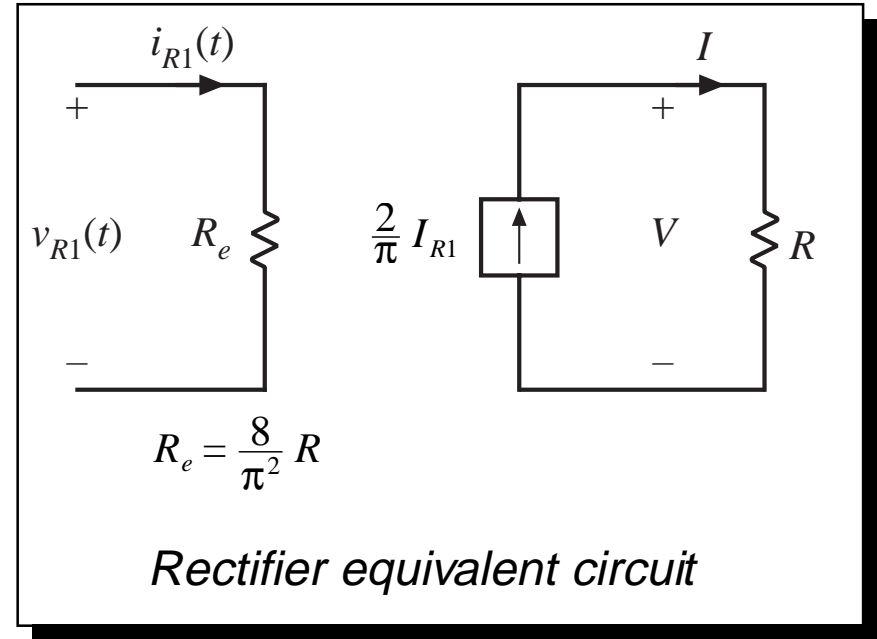 i_{R1}(t)
I
+
+
v_{R1}(t)
R_e
2/π I_{R1}
V
R
–
–
R_e = 8/π² R
Rectifier equivalent circuit